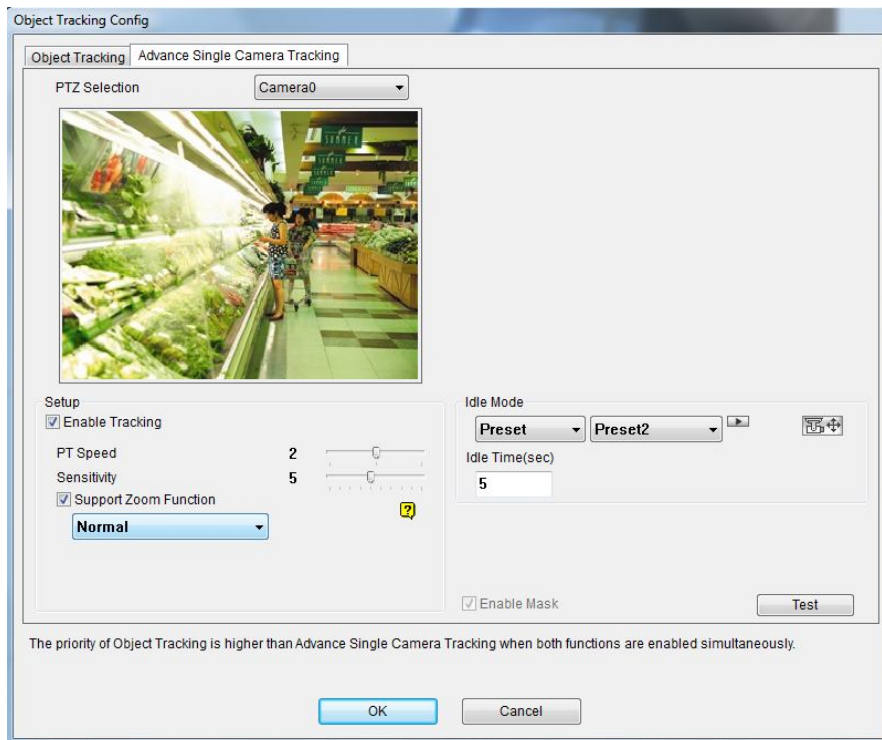 Object Tracking Config
Object Tracking
Advance Single Camera Tracking
PTZ Selection
Camera0
SUMMER
SUMMER
Setup
Enable Tracking
PT Speed
2
Sensitivity
5
Support Zoom Function
Normal
?
Idle Mode
Preset
Preset2
Idle Time(sec)
5
Enable Mask
Test
The priority of Object Tracking is higher than Advance Single Camera Tracking when both functions are enabled simultaneously.
OK
Cancel